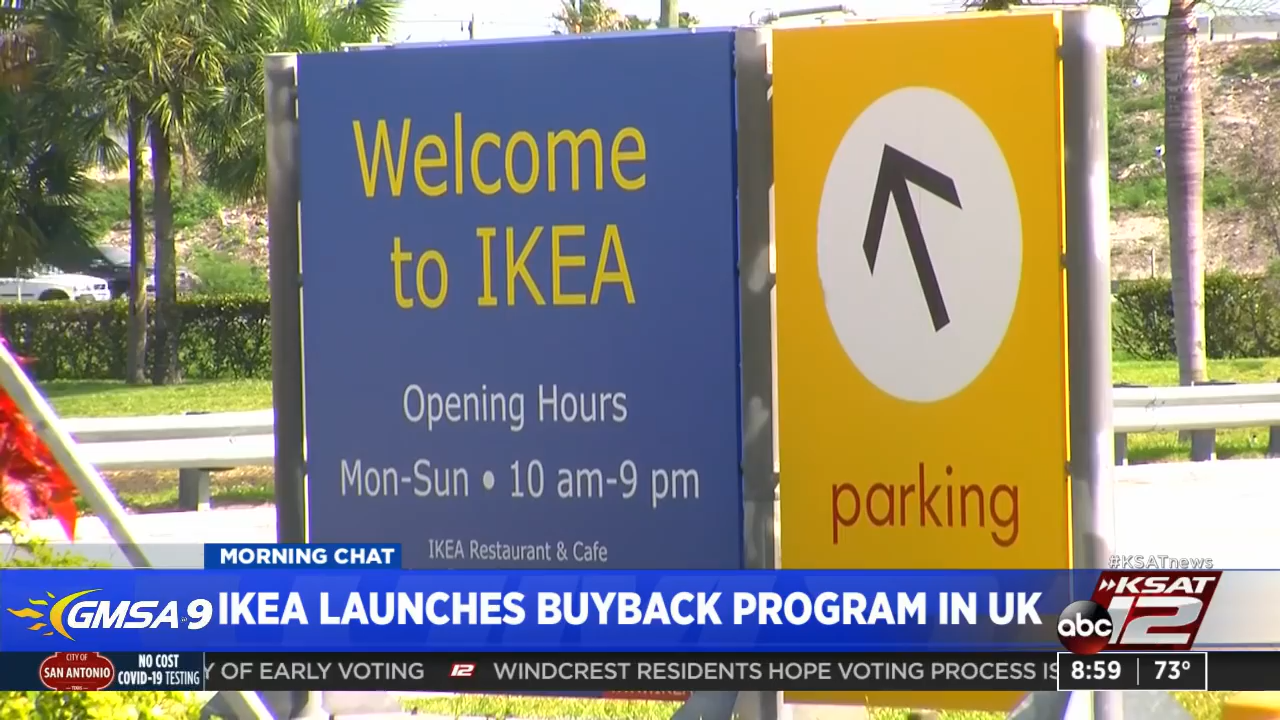 Welcome
to IKEA
Opening Hours
Mon-Sun • 10 am-9 pm
IKEA Restaurant & Cafe
parking
#KSATnews
MORNING CHAT
GMSA@9
IKEA LAUNCHES BUYBACK PROGRAM IN UK
abc
KSAT
12
CITY OF
SAN ANTONIO
TEXAS
NO COST
COVID-19 TESTING
Y OF EARLY VOTING 12 WINDCREST RESIDENTS HOPE VOTING PROCESS IS
8:59 73°